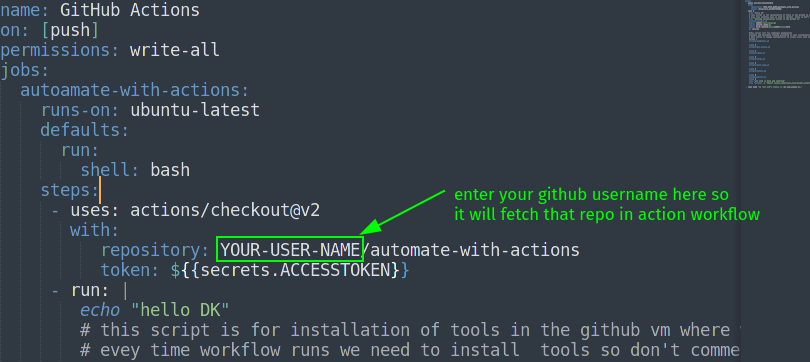 name: GitHub Actions
on: [push]
permissions: write-all
jobs:
  autoamate-with-actions:
    runs-on: ubuntu-latest
    defaults:
      run:
        shell: bash
    steps:
enter your github username here so
      - uses: actions/checkout@v2
it will fetch that repo in action workflow
        with:
          repository: YOUR-USER-NAME/automate-with-actions
          token: ${{secrets.ACCESSTOKEN}}
      - run: |
        echo "hello DK"
        # this script is for installation of tools in the github vm where
        # evey time workflow runs we need to install  tools so don't comme